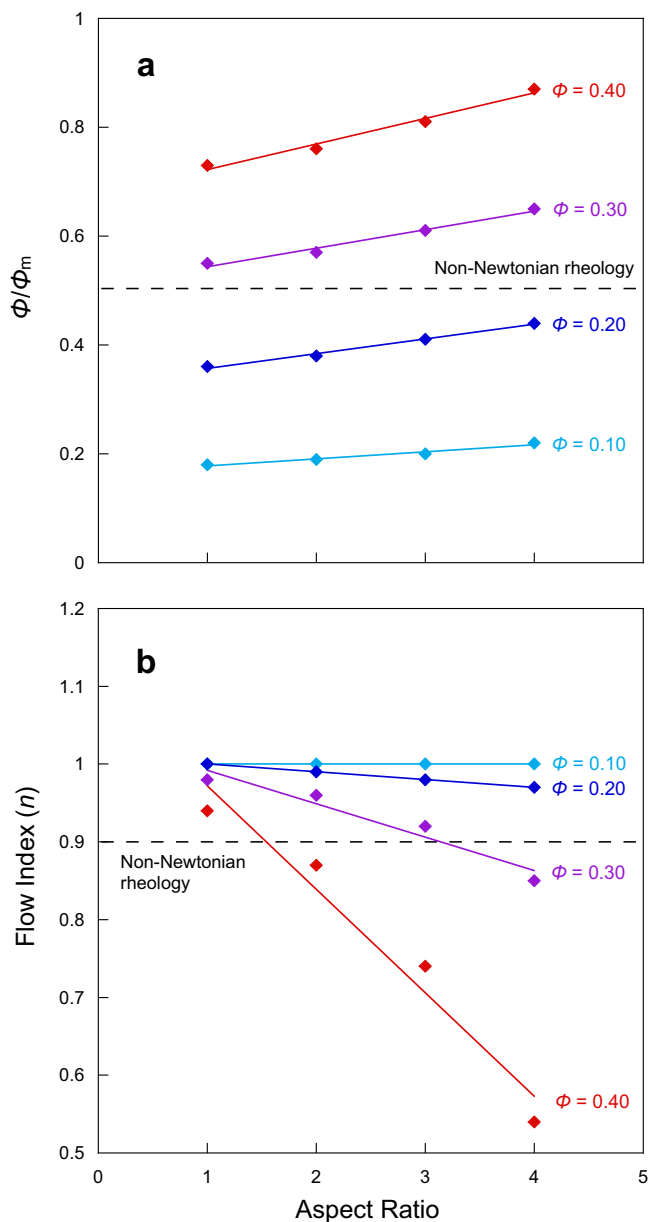 1
a
Φ = 0.40
0.8
Φ = 0.30
0.6
Non-Newtonian rheology
Φ/Φm
Φ = 0.20
0.4
Φ = 0.10
0.2
0
1.2
b
1.1
Φ = 0.10
1
Φ = 0.20
0.9
Non-Newtonian
rheology
Φ = 0.30
Flow Index (n)
0.8
0.7
0.6
Φ = 0.40
0.5
0 1 2 3 4 5
Aspect Ratio